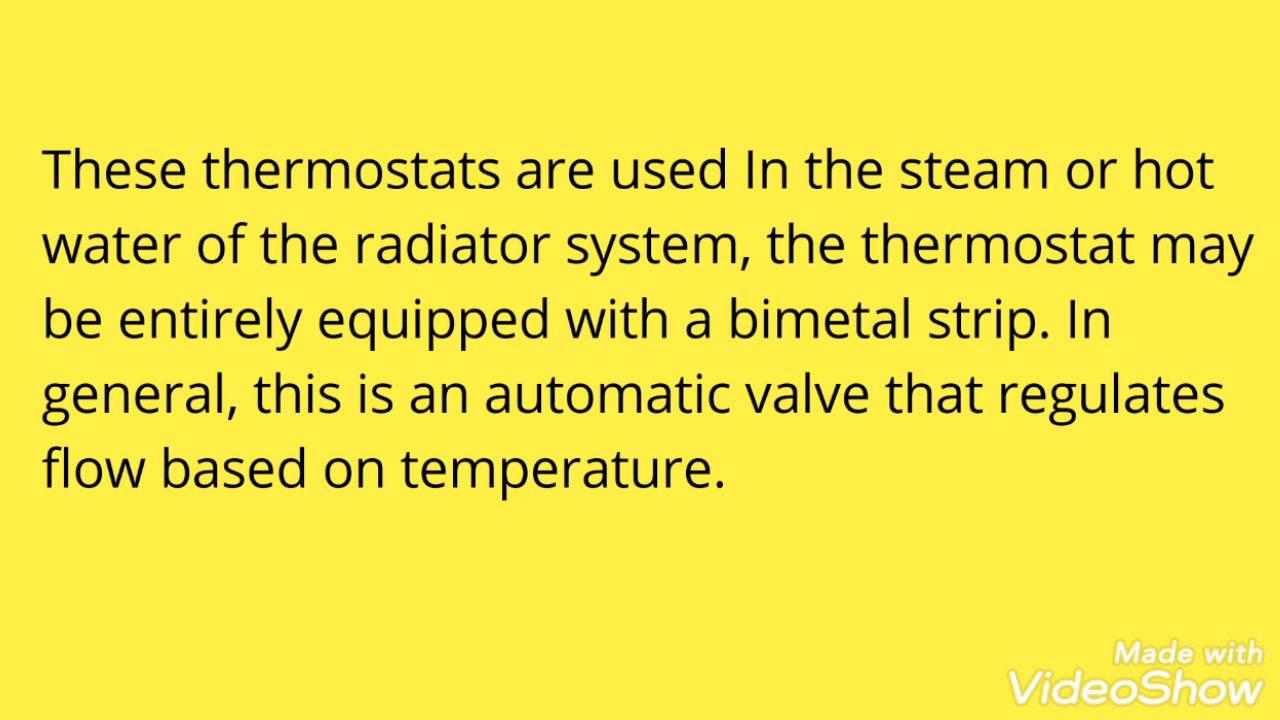 These thermostats are used In the steam or hot
water of the radiator system, the thermostat may
be entirely equipped with a bimetal strip. In
general, this is an automatic valve that regulates
flow based on temperature.
Made with
VideoShow